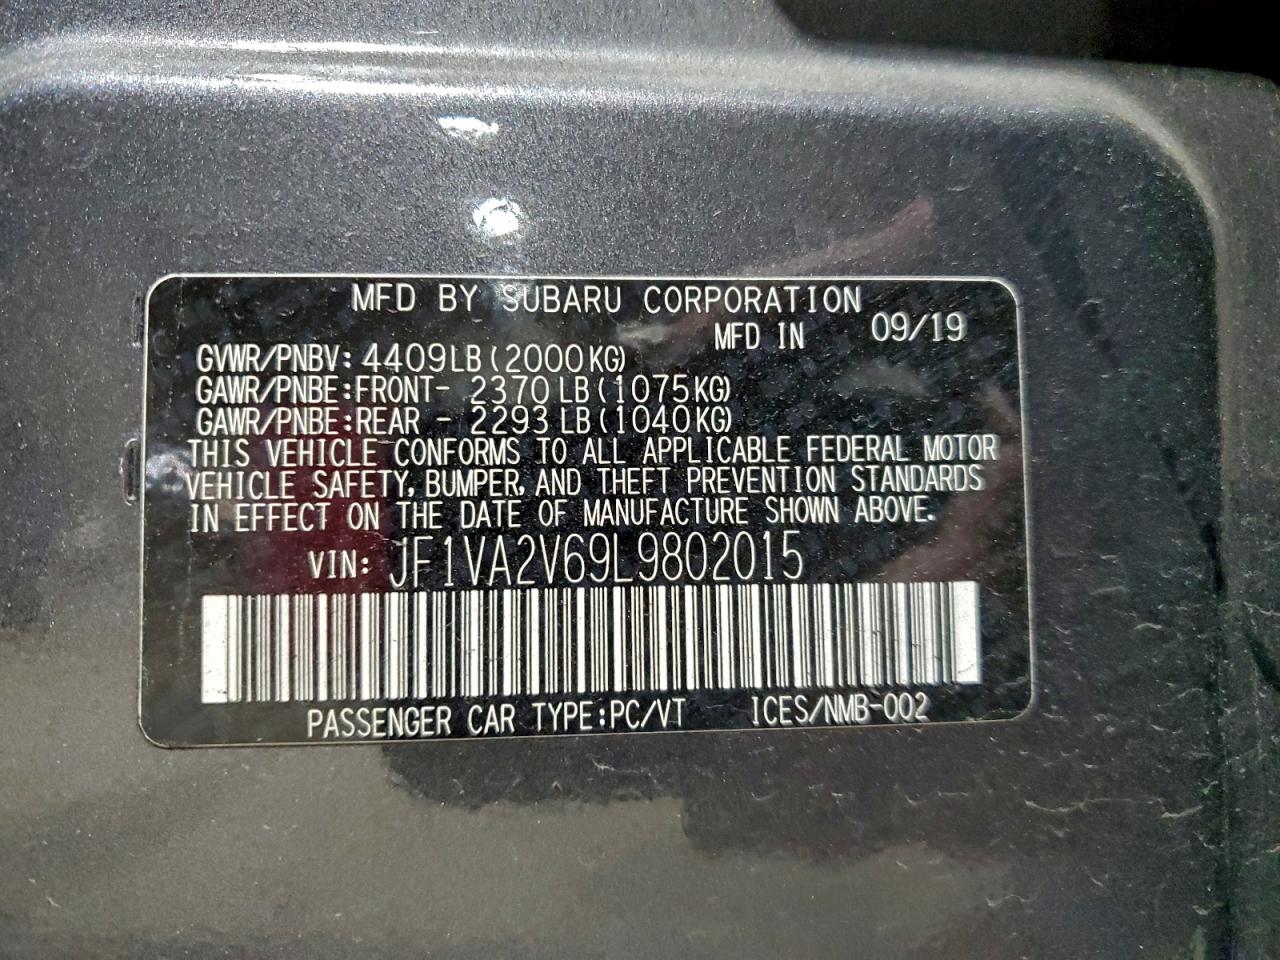 MFD BY SUBARU CORPORATION
MFD IN 09/19
GVWR/PNBV: 4409LB(2000KG)
GAWR/PNBE:FRONT- 2370LB(1075KG)
GAWR/PNBE:REAR - 2293LB(1040KG)
THIS VEHICLE CONFORMS TO ALL APPLICABLE FEDERAL MOTOR
VEHICLE SAFETY, BUMPER, AND THEFT PREVENTION STANDARDS
IN EFFECT ON THE DATE OF MANUFACTURE SHOWN ABOVE.
VIN: JF1VA2V69L9802015
PASSENGER CAR TYPE:PC/VT ICES/NMB-002